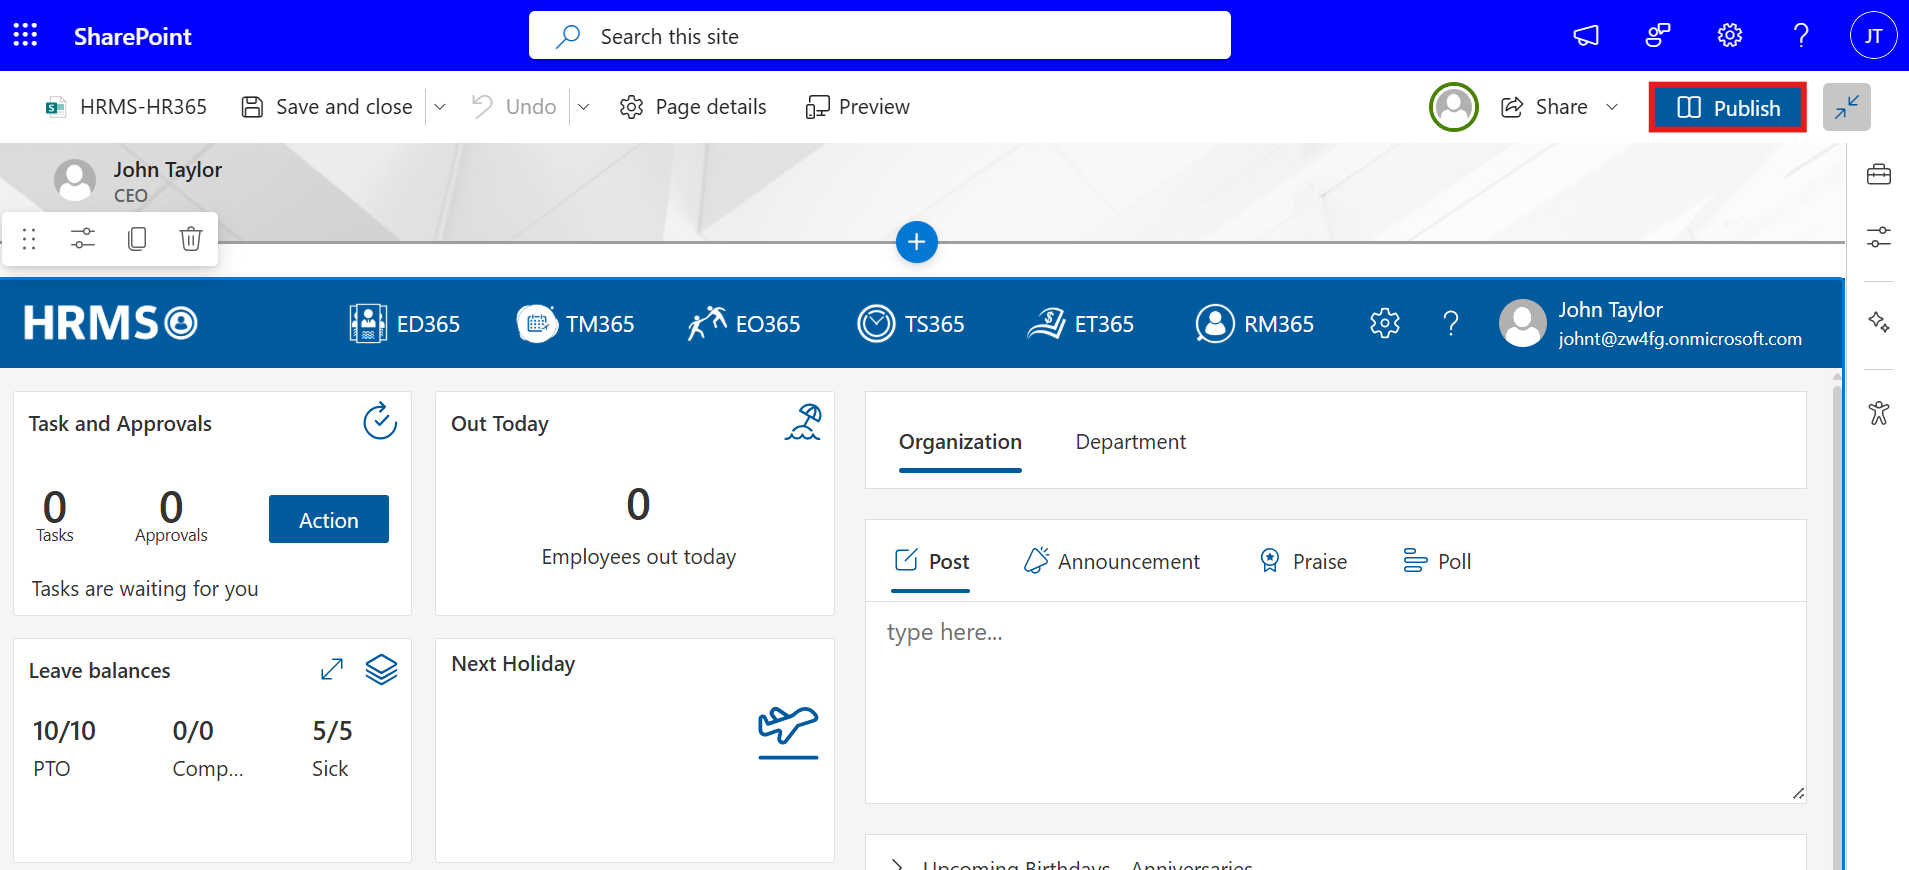 SharePoint
Search this site
JT
HRMS-HR365
Save and close
Undo
Page details
Preview
Share
Publish
John Taylor
CEO
HRMS
ED365
TM365
EO365
TS365
ET365
RM365
John Taylor
johnt@zw4fg.onmicrosoft.com
Task and Approvals
0
Tasks
0
Approvals
Action
Tasks are waiting for you
Out Today
0
Employees out today
Organization
Department
Post
Announcement
Praise
Poll
type here...
Leave balances
10/10
PTO
0/0
Comp...
5/5
Sick
Next Holiday
Upcoming Birthdays Anniversaries